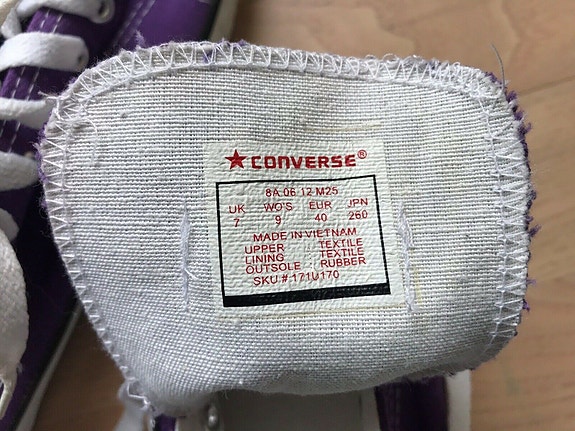 ★CONVERSE®
8A 06 12 M25
UK WO'S EUR JPN
7 9 40 260
MADE IN VIETNAM
UPPER : TEXTILE
LINING : TEXTILE
OUTSOLE : RUBBER
SKU # 171U170